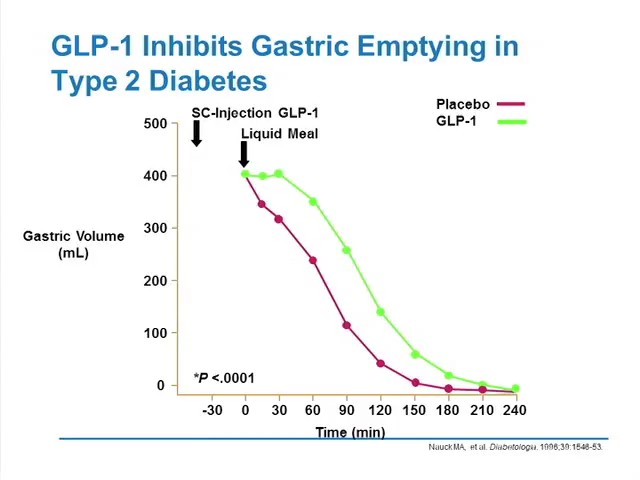 GLP-1 Inhibits Gastric Emptying in
Type 2 Diabetes
SC-Injection GLP-1
Liquid Meal
Placebo
GLP-1
500
400
300
200
100
0
Gastric Volume
(mL)
*P <.0001
-30 0 30 60 90 120 150 180 210 240
Time (min)
NauckMA, et al. Diabetologia. 1996;39:1546-53.